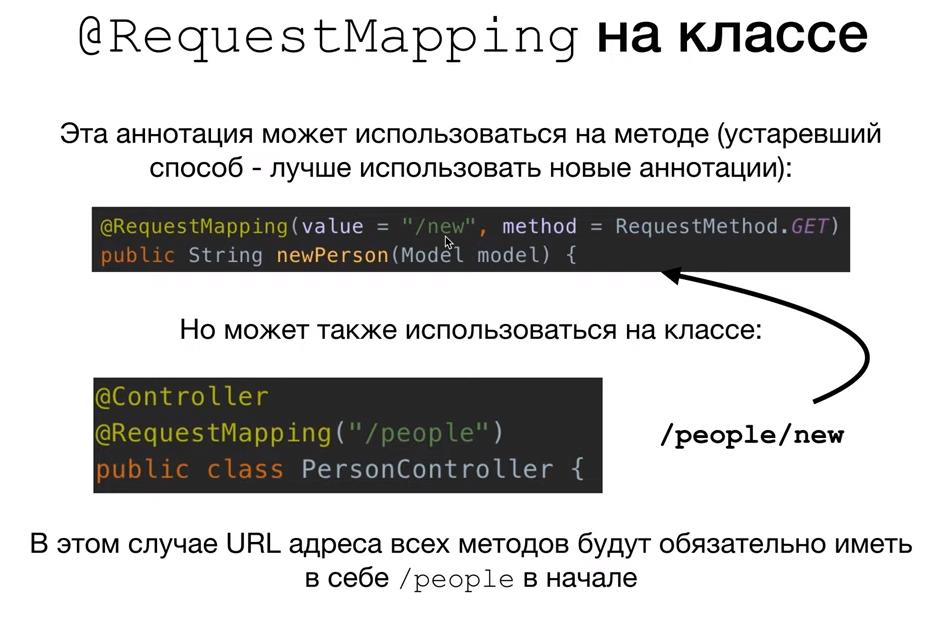 @RequestMapping на классе
Эта аннотация может использоваться на методе (устаревший
способ - лучше использовать новые аннотации):
@RequestMapping(value = "/new", method = RequestMethod.GET)
public String newPerson(Model model) {
Но может также использоваться на классе:
@Controller
@RequestMapping("/people")
public class PersonController {
/people/new
В этом случае URL адреса всех методов будут обязательно иметь
в себе /people в начале